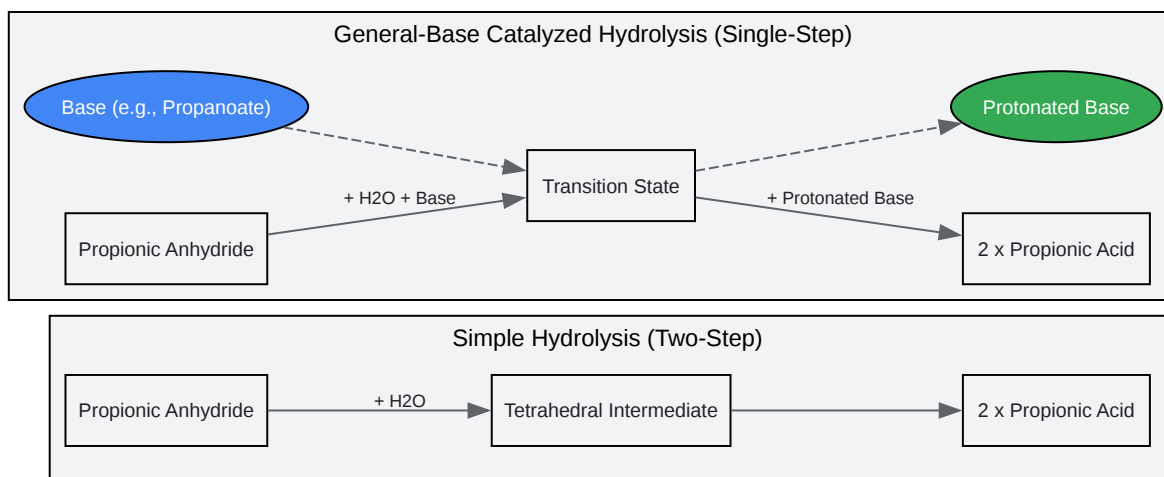 General-Base Catalyzed Hydrolysis (Single-Step)
Base (e.g., Propanoate)
Protonated Base
Transition State
+ H2O + Base
+ Protonated Base
Propionic Anhydride
2 x Propionic Acid
Simple Hydrolysis (Two-Step)
Propionic Anhydride
+ H2O
Tetrahedral Intermediate
2 x Propionic Acid